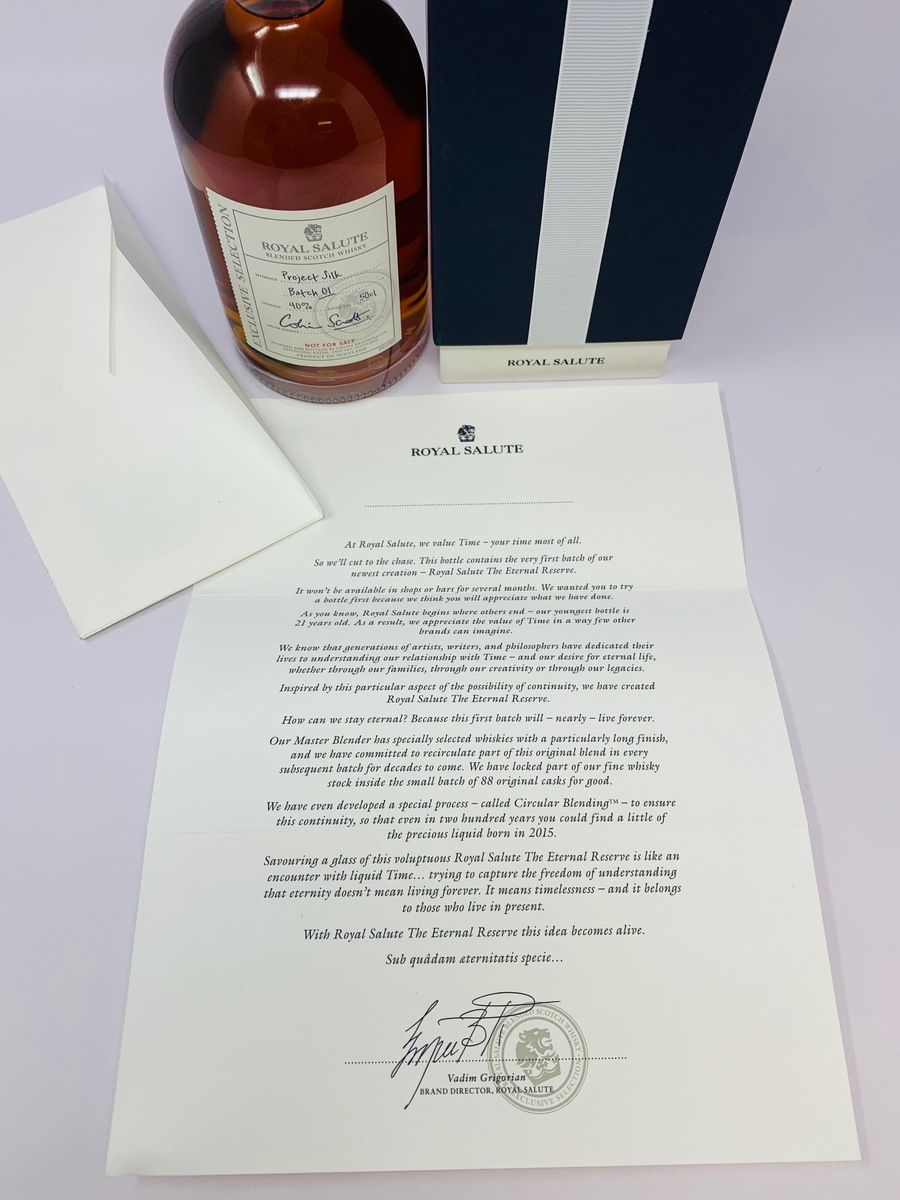 EXCLUSIVE SELECTION
ROYAL SALUTE
BLENDED SCOTCH WHISKY
REFERENCE Project Silk
Batch 01
STRENGTH 40% BOTTLE SIZE 50cl
Colin Scott
MASTER BLENDER
NOT FOR SALE
PRODUCT OF SCOTLAND
ROYAL SALUTE
ROYAL SALUTE
At Royal Salute, we value Time – your time most of all.
So we'll cut to the chase. This bottle contains the very first batch of our
newest creation – Royal Salute The Eternal Reserve.
It won't be available in shops or bars for several months. We wanted you to try
a bottle first because we think you will appreciate what we have done.
As you know, Royal Salute begins where others end – our youngest bottle is
21 years old. As a result, we appreciate the value of Time in a way few other
brands can imagine.
We know that generations of artists, writers, and philosophers have dedicated their
lives to understanding our relationship with Time – and our desire for eternal life,
whether through our families, through our creativity or through our legacies.
Inspired by this particular aspect of the possibility of continuity, we have created
Royal Salute The Eternal Reserve.
How can we stay eternal? Because this first batch will – nearly – live forever.
Our Master Blender has specially selected whiskies with a particularly long finish,
and we have committed to recirculate part of this original blend in every
subsequent batch for decades to come. We have locked part of our fine whisky
stock inside the small batch of 88 original casks for good.
We have even developed a special process – called Circular Blending™ – to ensure
this continuity, so that even in two hundred years you could find a little of
the precious liquid born in 2015.
Savouring a glass of this voluptuous Royal Salute The Eternal Reserve is like an
encounter with liquid Time… trying to capture the freedom of understanding
that eternity doesn't mean living forever. It means timelessness – and it belongs
to those who live in present.
With Royal Salute The Eternal Reserve this idea becomes alive.
Sub quâdam æternitatis specie…
Vadim Grigorian
BRAND DIRECTOR, ROYAL SALUTE
ROYAL SALUTE BLENDED SCOTCH WHISKY
EXCLUSIVE SELECTION